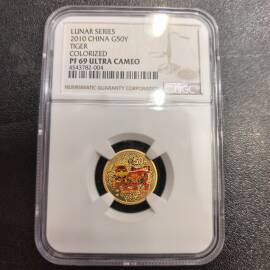 LUNAR SERIES
2010 CHINA G50Y
TIGER
COLORIZED
PF 69 ULTRA CAMEO
4543782-004
NUMISMATIC GUARANTY CORPORATION
NGC